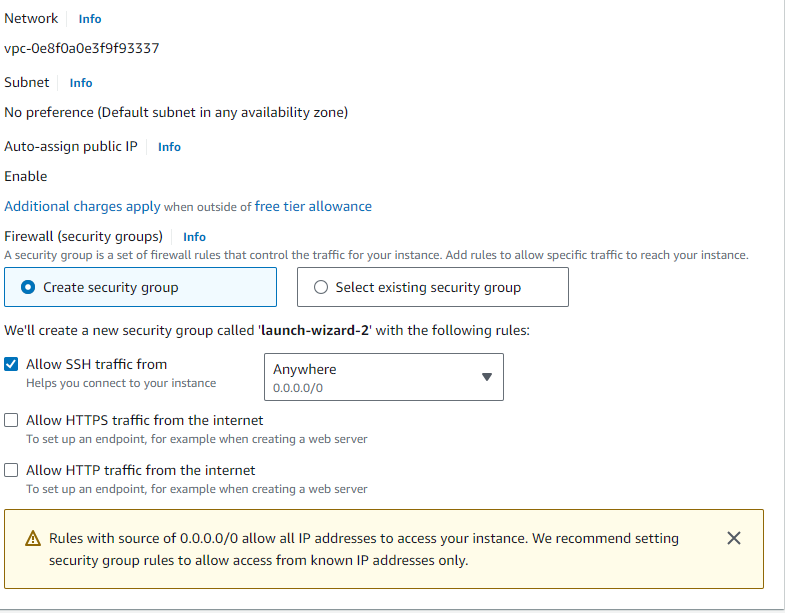 Network Info
vpc-0e8f0a0e3f9f93337
Subnet Info
No preference (Default subnet in any availability zone)
Auto-assign public IP Info
Enable
Additional charges apply when outside of free tier allowance
Firewall (security groups) Info
A security group is a set of firewall rules that control the traffic for your instance. Add rules to allow specific traffic to reach your instance.
Create security group
Select existing security group
We'll create a new security group called 'launch-wizard-2' with the following rules:
Allow SSH traffic from
Helps you connect to your instance
Anywhere
0.0.0.0/0
Allow HTTPS traffic from the internet
To set up an endpoint, for example when creating a web server
Allow HTTP traffic from the internet
To set up an endpoint, for example when creating a web server
Rules with source of 0.0.0.0/0 allow all IP addresses to access your instance. We recommend setting
security group rules to allow access from known IP addresses only.